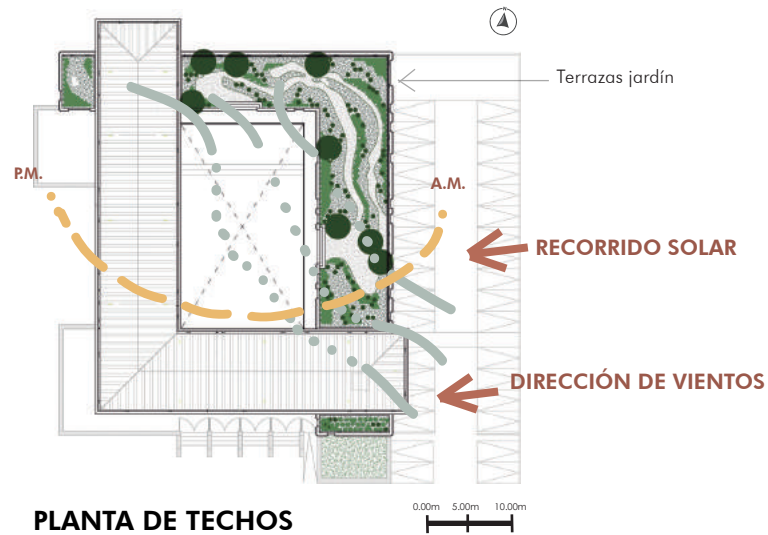 N
Terrazas jardín
P.M.
A.M.
RECORRIDO SOLAR
DIRECCIÓN DE VIENTOS
PLANTA DE TECHOS
0.00m 5.00m 10.00m